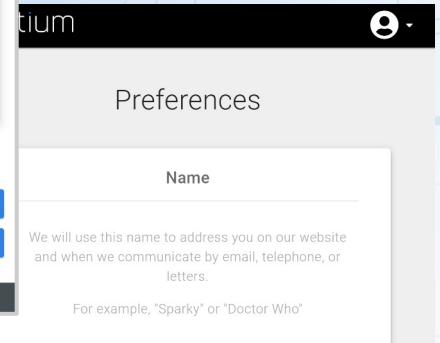 tium
Preferences
Name
We will use this name to address you on our website
and when we communicate by email, telephone, or
letters.
For example, "Sparky" or "Doctor Who"